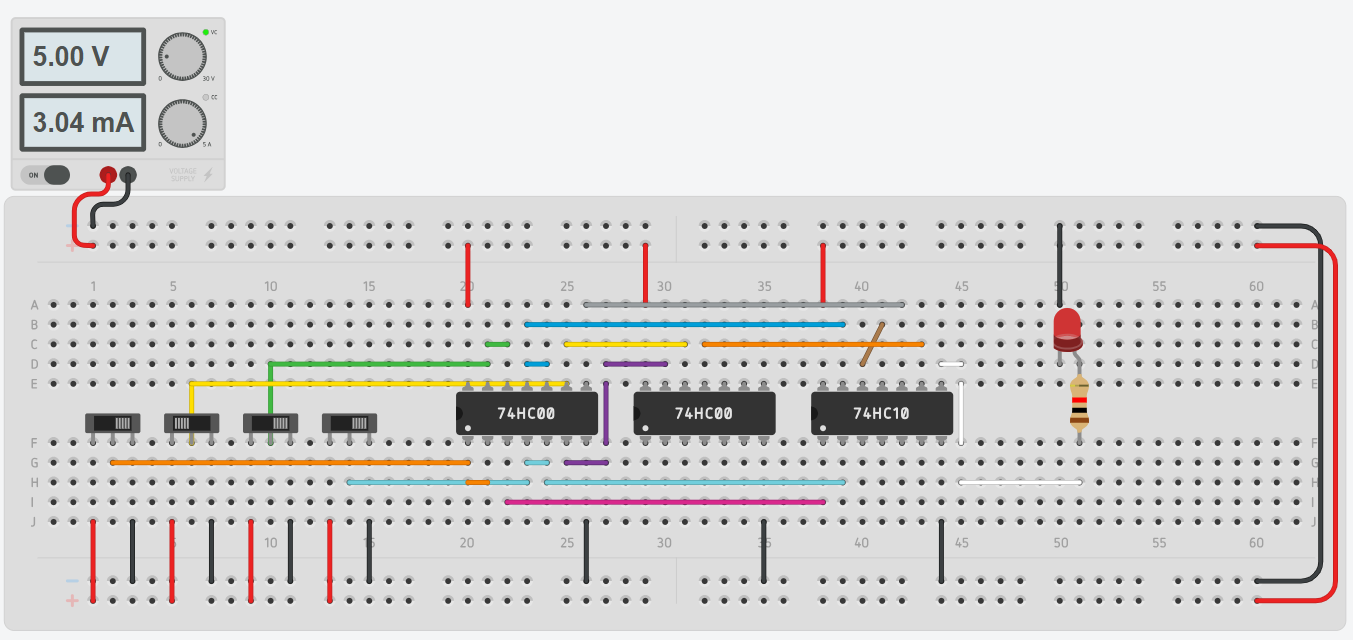 5.00 V
VC
0 30 V
3.04 mA
CC
0 5 A
ON
VOLTAGE
SUPPLY
−
+
1 5 10 15 20 25 30 35 40 45 50 55 60
A A
B B
C C
D D
E E
74HC00 74HC00 74HC10
F F
G G
H H
I I
J J
5 10 15 20 25 30 35 40 45 50 55 60
−
+